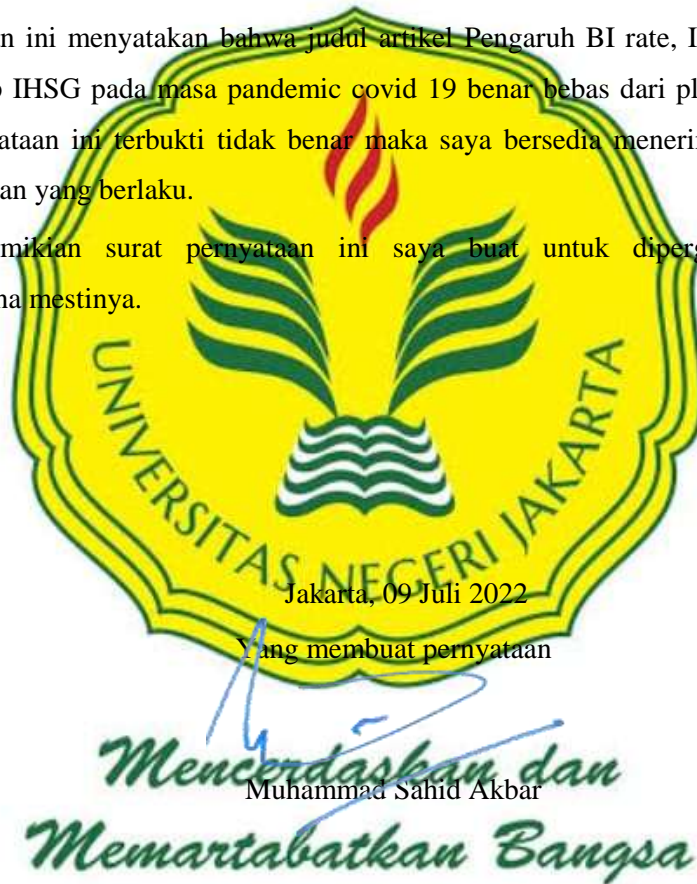 n ini menyatakan bahwa judul artikel Pengaruh BI rate, I
IHSG pada masa pandemic covid 19 benar bebas dari pl
ataan ini terbukti tidak benar maka saya bersedia meneri
an yang berlaku.
mikian surat pernyataan ini saya buat untuk diperg
na mestinya.
UNIVERSITAS NEGERI JAKARTA
Jakarta, 09 Juli 2022
Yang membuat pernyataan
Mencerdaskan dan
Muhammad Sahid Akbar
Memartabatkan Bangsa